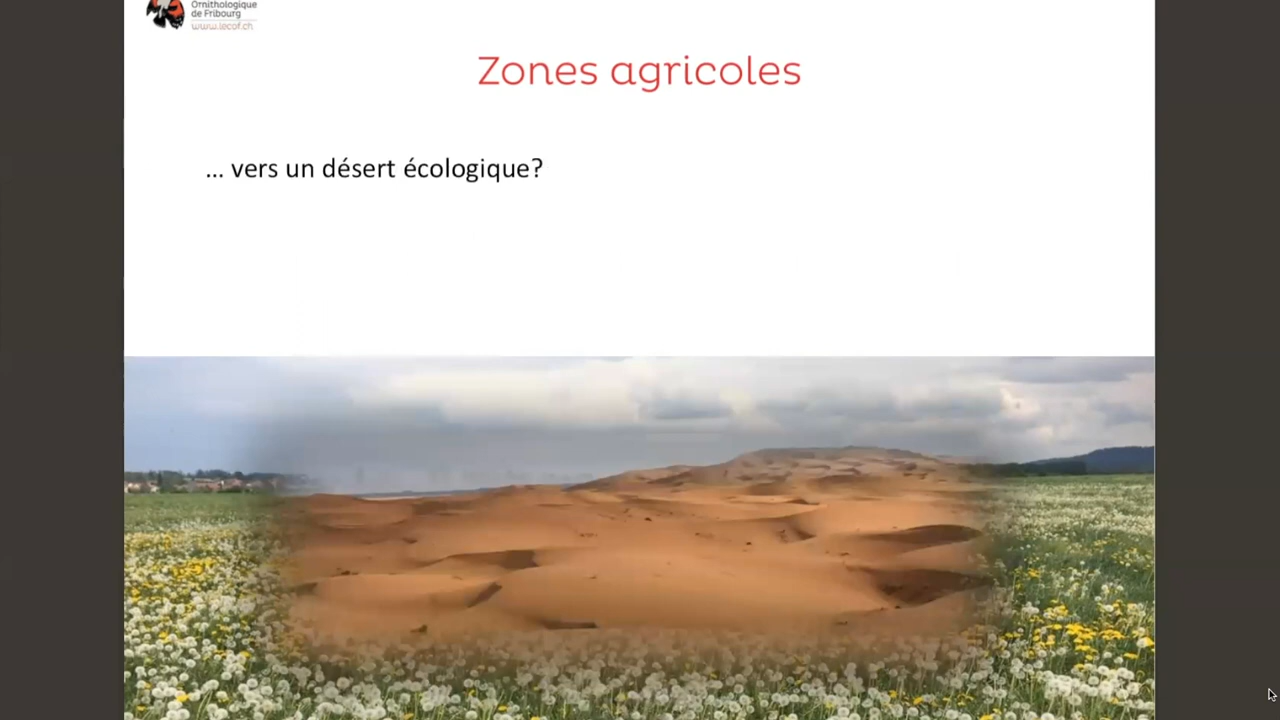 Ornithologique
de Fribourg
www.lecof.ch
Zones agricoles
... vers un désert écologique?